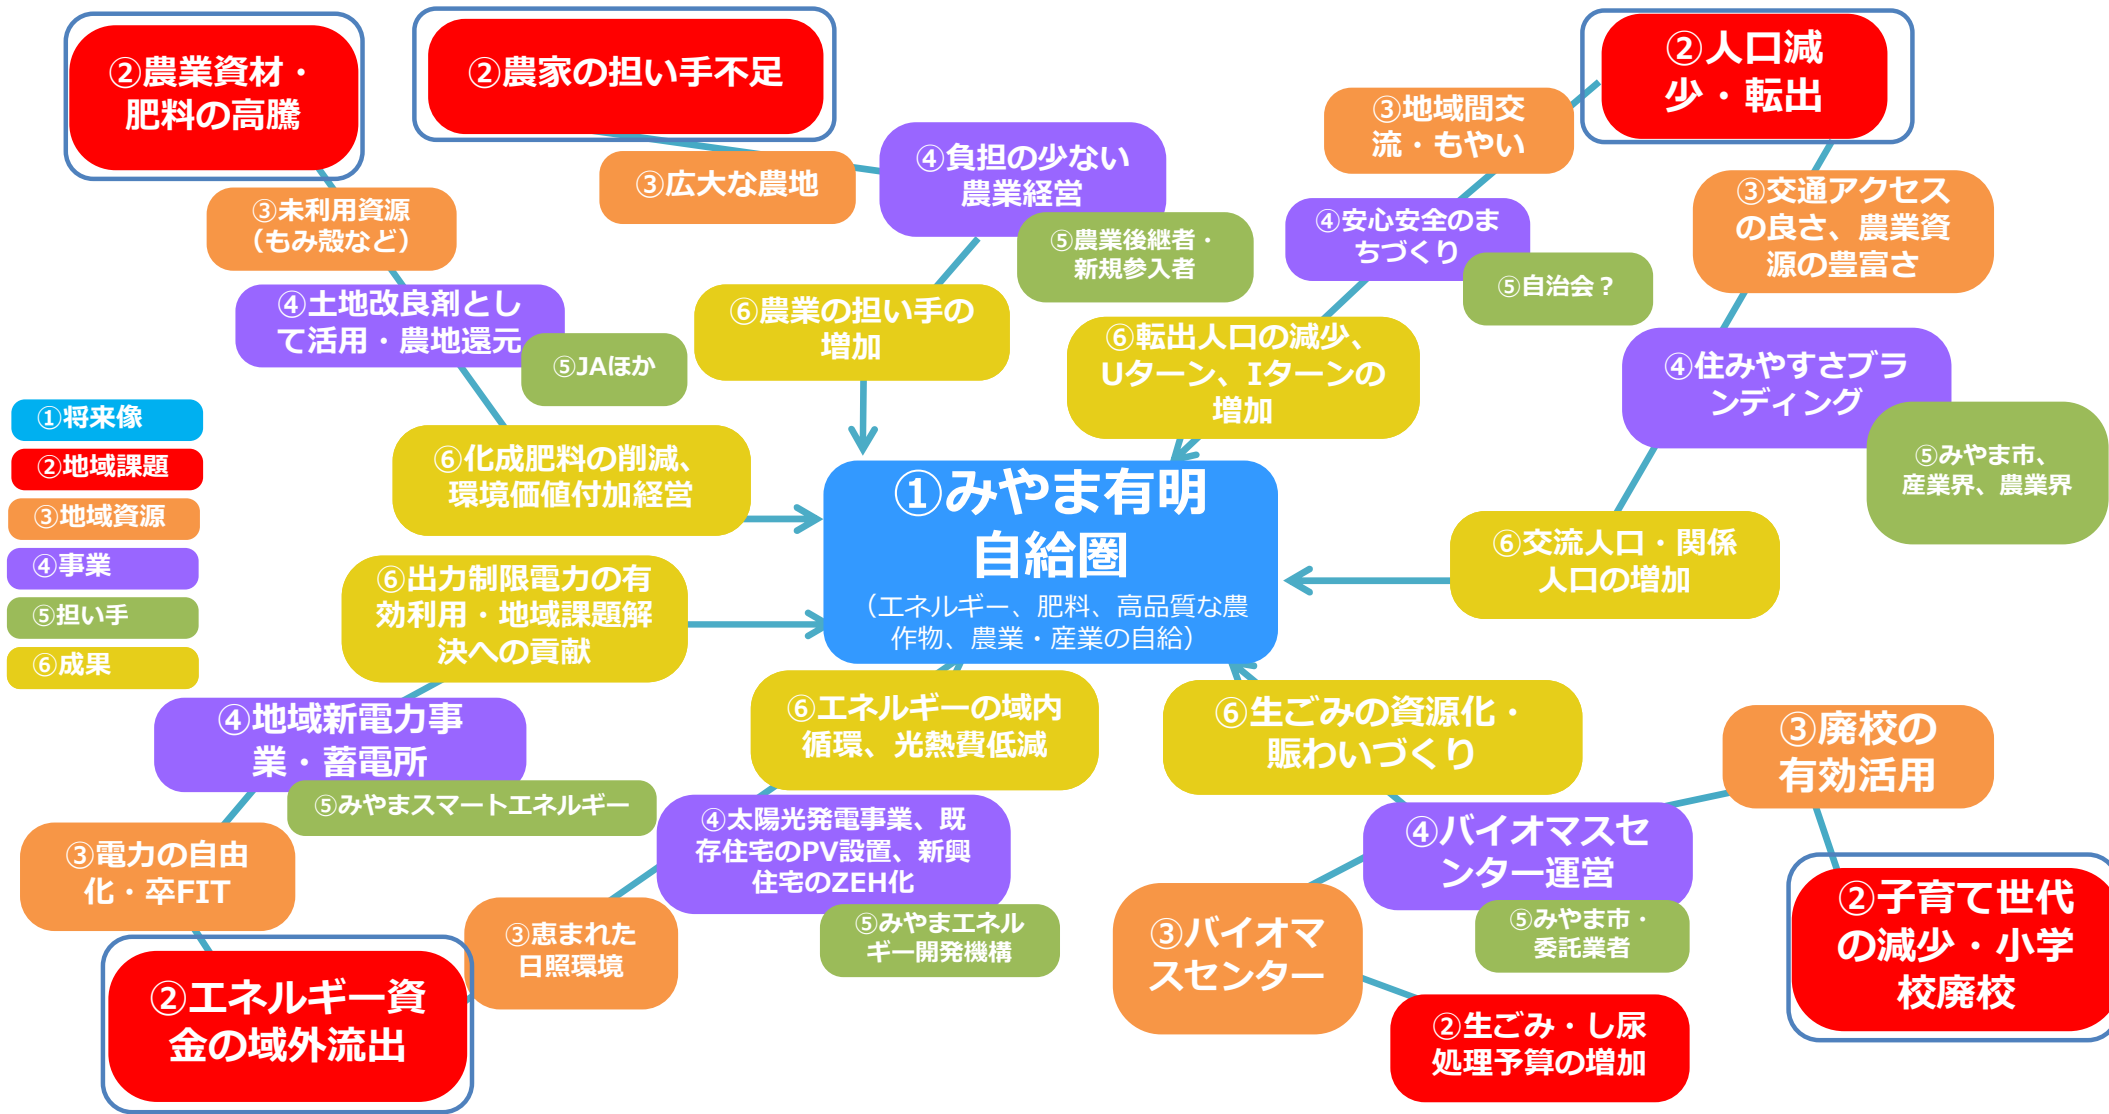 ②農業資材・
肥料の高騰
②農家の担い手不足
②人口減
少・転出
③地域間交
流・もやい
③広大な農地
④負担の少ない
農業経営
③未利用資源
（もみ殻など）
③交通アクセス
の良さ、農業資
源の豊富さ
④安心安全のま
ちづくり
⑤農業後継者・
新規参入者
⑤自治会？
④土地改良剤とし
て活用・農地還元
⑤JAほか
⑥農業の担い手の
増加
⑥転出人口の減少、
Uターン、Iターンの
増加
④住みやすさブラ
ンディング
⑤みやま市、
産業界、農業界
①将来像
②地域課題
③地域資源
④事業
⑤担い手
⑥成果
⑥化成肥料の削減、
環境価値付加経営
①みやま有明
自給圏
（エネルギー、肥料、高品質な農
作物、農業・産業の自給）
⑥交流人口・関係
人口の増加
⑥出力制限電力の有
効利用・地域課題解
決への貢献
④地域新電力事
業・蓄電所
⑤みやまスマートエネルギー
⑥エネルギーの域内
循環、光熱費低減
⑥生ごみの資源化・
賑わいづくり
③廃校の
有効活用
③電力の自由
化・卒FIT
④太陽光発電事業、既
存住宅のPV設置、新興
住宅のZEH化
④バイオマスセ
ンター運営
③恵まれた
日照環境
⑤みやまエネル
ギー開発機構
③バイオマ
スセンター
⑤みやま市・
委託業者
②子育て世代
の減少・小学
校廃校
②エネルギー資
金の域外流出
②生ごみ・し尿
処理予算の増加